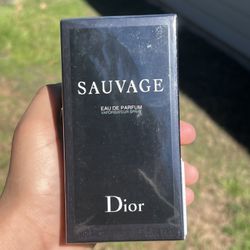 SAUVAGE
EAU DE PARFUM
VAPORISATEUR SPRAY
Dior